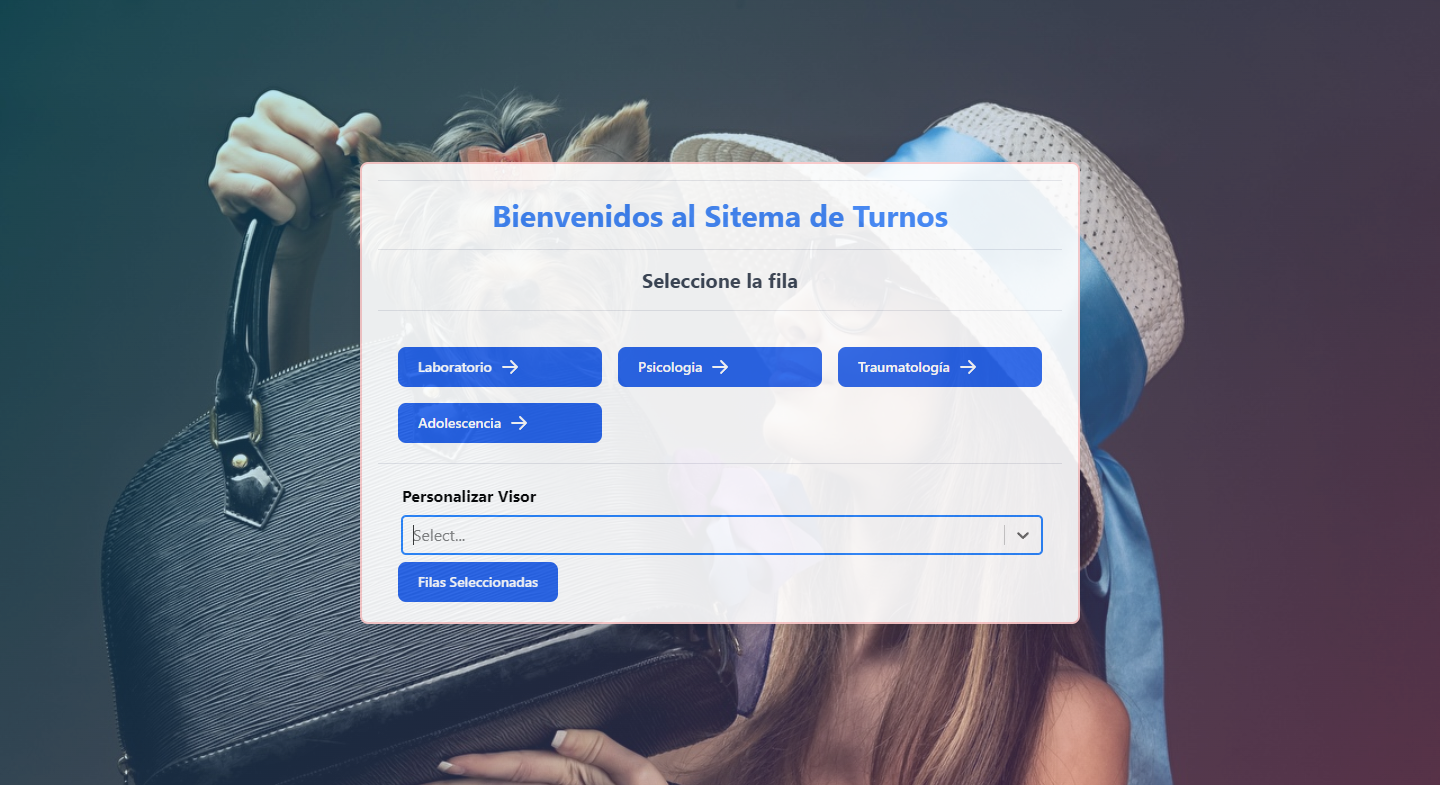 Bienvenidos al Sitema de Turnos
Seleccione la fila
Laboratorio
Psicologia
Traumatología
Adolescencia
Personalizar Visor
Select...
Filas Seleccionadas